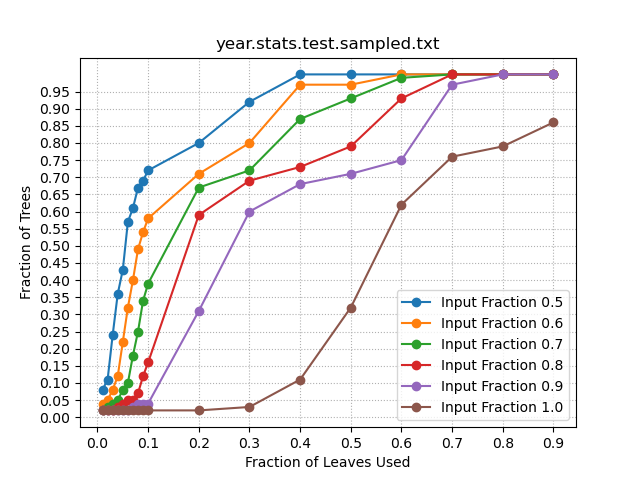 year.stats.test.sampled.txt
Fraction of Trees
0.95
0.90
0.85
0.80
0.75
0.70
0.65
0.60
0.55
0.50
0.45
0.40
0.35
0.30
0.25
0.20
0.15
0.10
0.05
0.00
Input Fraction 0.5
Input Fraction 0.6
Input Fraction 0.7
Input Fraction 0.8
Input Fraction 0.9
Input Fraction 1.0
0.0 0.1 0.2 0.3 0.4 0.5 0.6 0.7 0.8 0.9
Fraction of Leaves Used